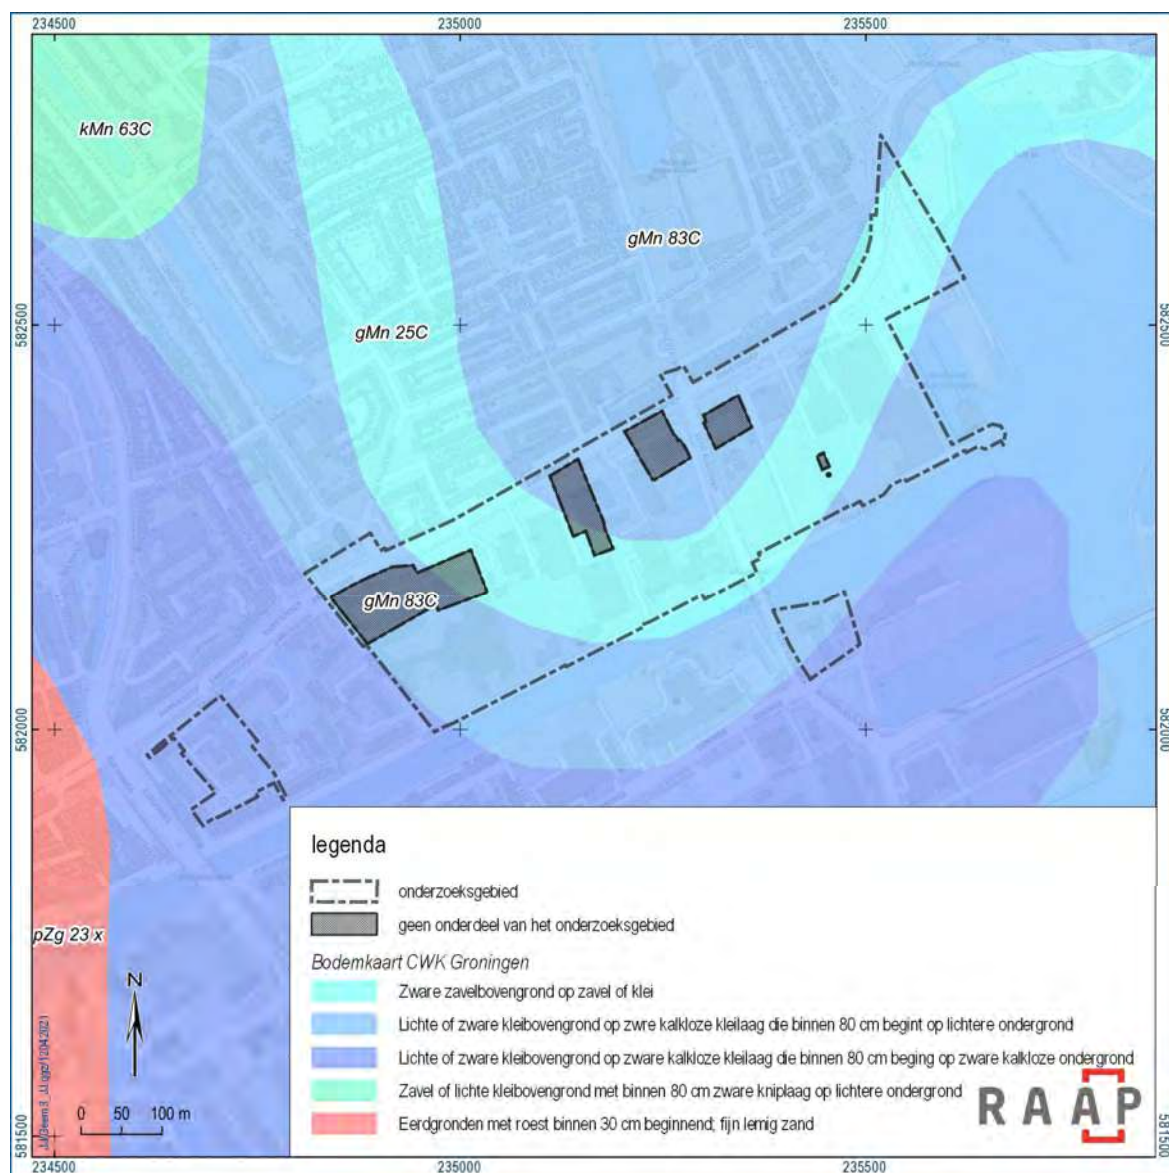 234500 235000 235500
kMn 63C
gMn 83C
582500 582500
gMn 25C
gMn 83C
582000 582000
legenda
onderzoeksgebied
geen onderdeel van het onderzoeksgebied
pZg 23 x
Bodemkaart CWK Groningen
N
Zware zavelbovengrond op zavel of klei
Lichte of zware kleibovengrond op zwre kalkloze kleilaag die binnen 80 cm begint op lichtere ondergrond
Lichte of zware kleibovengrond op zware kalkloze kleilaag die binnen 80 cm beging op zware kalkloze ondergrond
Zavel of lichte kleibovengrond met binnen 80 cm zware kniplaag op lichtere ondergrond
0 50 100 m
RAAP
Eerdgronden met roest binnen 30 cm beginnend; fijn lemig zand
581500 581500
234500 235000 235500